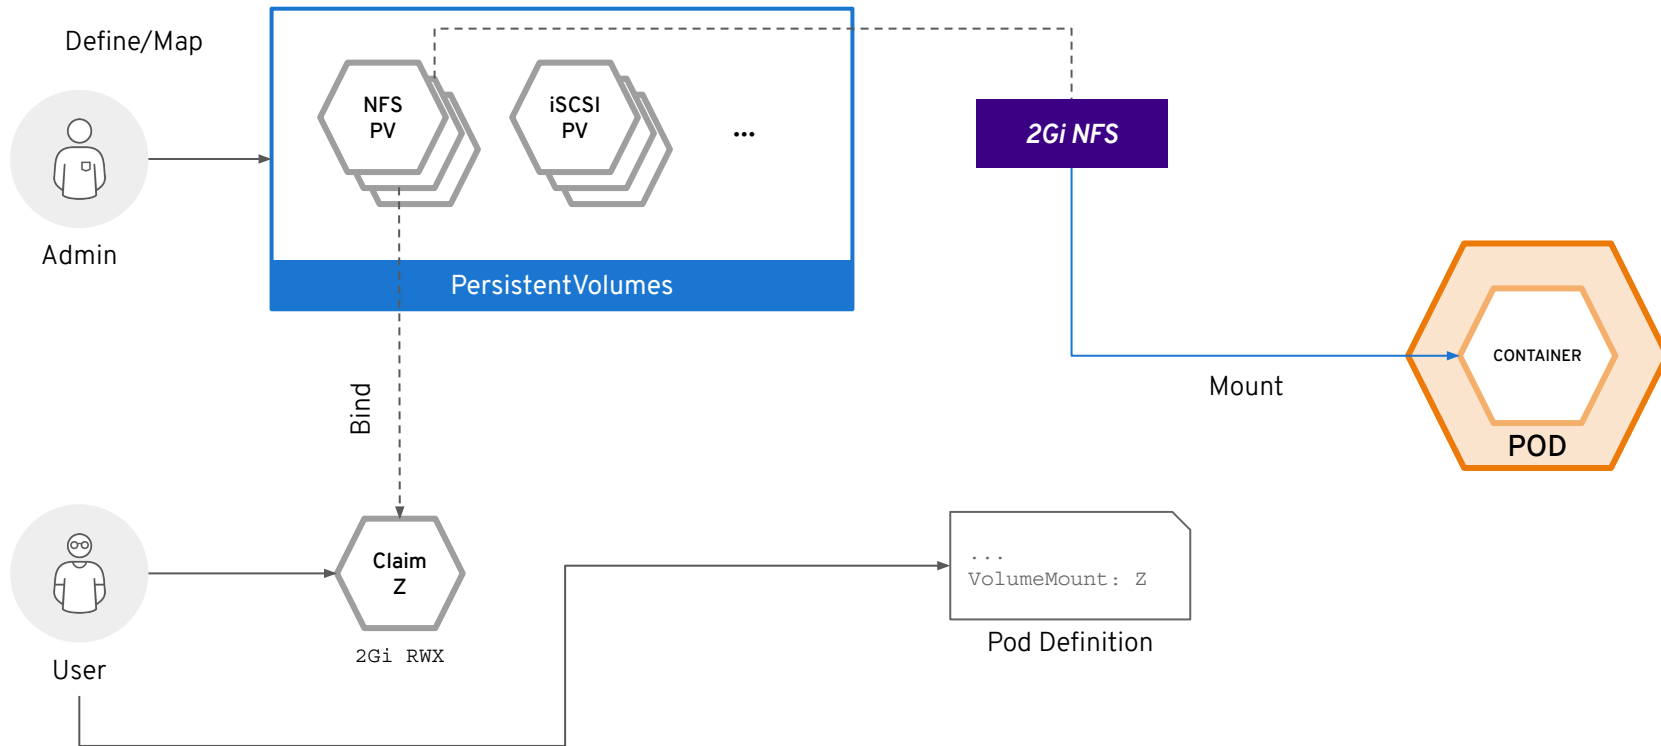 Define/Map
NFS
PV
iSCSI
PV
...
2Gi NFS
Admin
PersistentVolumes
CONTAINER
Mount
Bind
POD
Claim
Z
...
VolumeMount: Z
Pod Definition
2Gi RWX
User